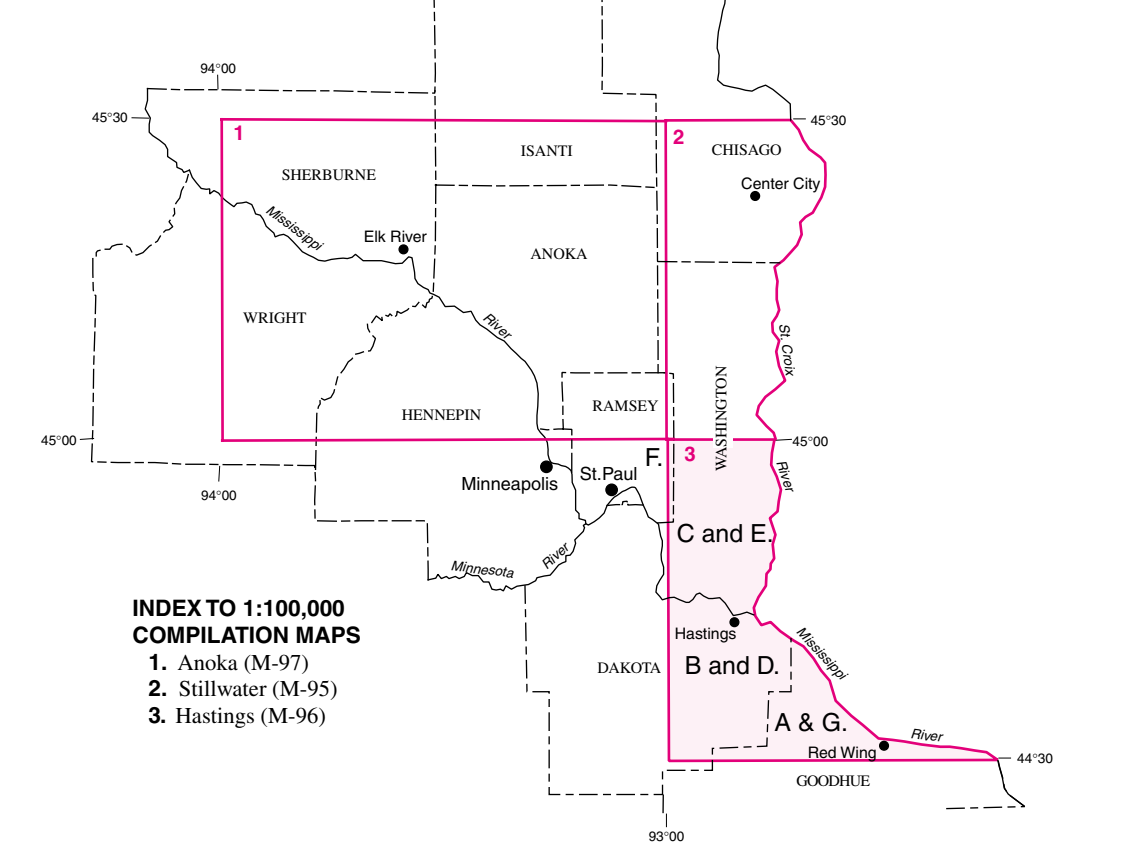 94°00
45°30
45°30
1
2
ISANTI
CHISAGO
SHERBURNE
Center City
Mississippi
Elk River
ANOKA
WRIGHT
River
St. Croix
HENNEPIN
RAMSEY
WASHINGTON
45°00
45°00
F.
3
94°00
Minneapolis
St.Paul
River
C and E.
Minnesota
River
INDEX TO 1:100,000
COMPILATION MAPS
1. Anoka (M-97)
2. Stillwater (M-95)
3. Hastings (M-96)
Hastings
Mississippi
DAKOTA
B and D.
A & G.
River
Red Wing
44°30
GOODHUE
93°00